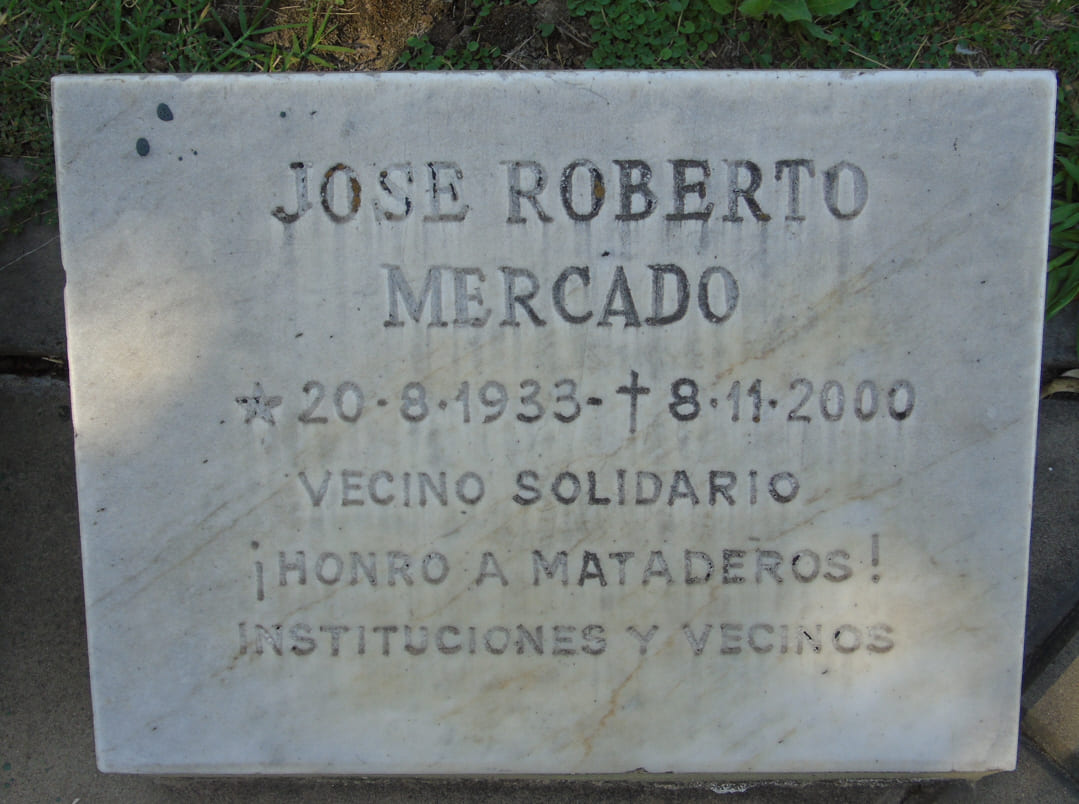 JOSE ROBERTO
MERCADO
★ 20·8·1933-✝8·11·2000
VECINO SOLIDARIO
¡HONRO A MATADEROS!
INSTITUCIONES Y VECINOS